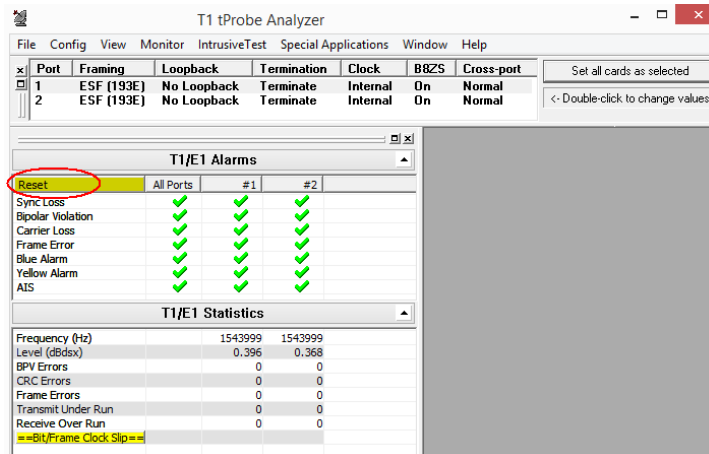 T1 tProbe Analyzer
File Config View Monitor IntrusiveTest Special Applications Window Help
Port Framing Loopback Termination Clock B8ZS Cross-port
1 ESF (193E) No Loopback Terminate Internal On Normal
2 ESF (193E) No Loopback Terminate Internal On Normal
Set all cards as selected
<- Double-click to change values
T1/E1 Alarms
Reset All Ports #1 #2
Sync Loss
Bipolar Violation
Carrier Loss
Frame Error
Blue Alarm
Yellow Alarm
AIS
T1/E1 Statistics
Frequency (Hz) 1543999 1543999
Level (dBdsx) 0.396 0.368
BPV Errors 0 0
CRC Errors 0 0
Frame Errors 0 0
Transmit Under Run 0 0
Receive Over Run 0 0
==Bit/Frame Clock Slip==